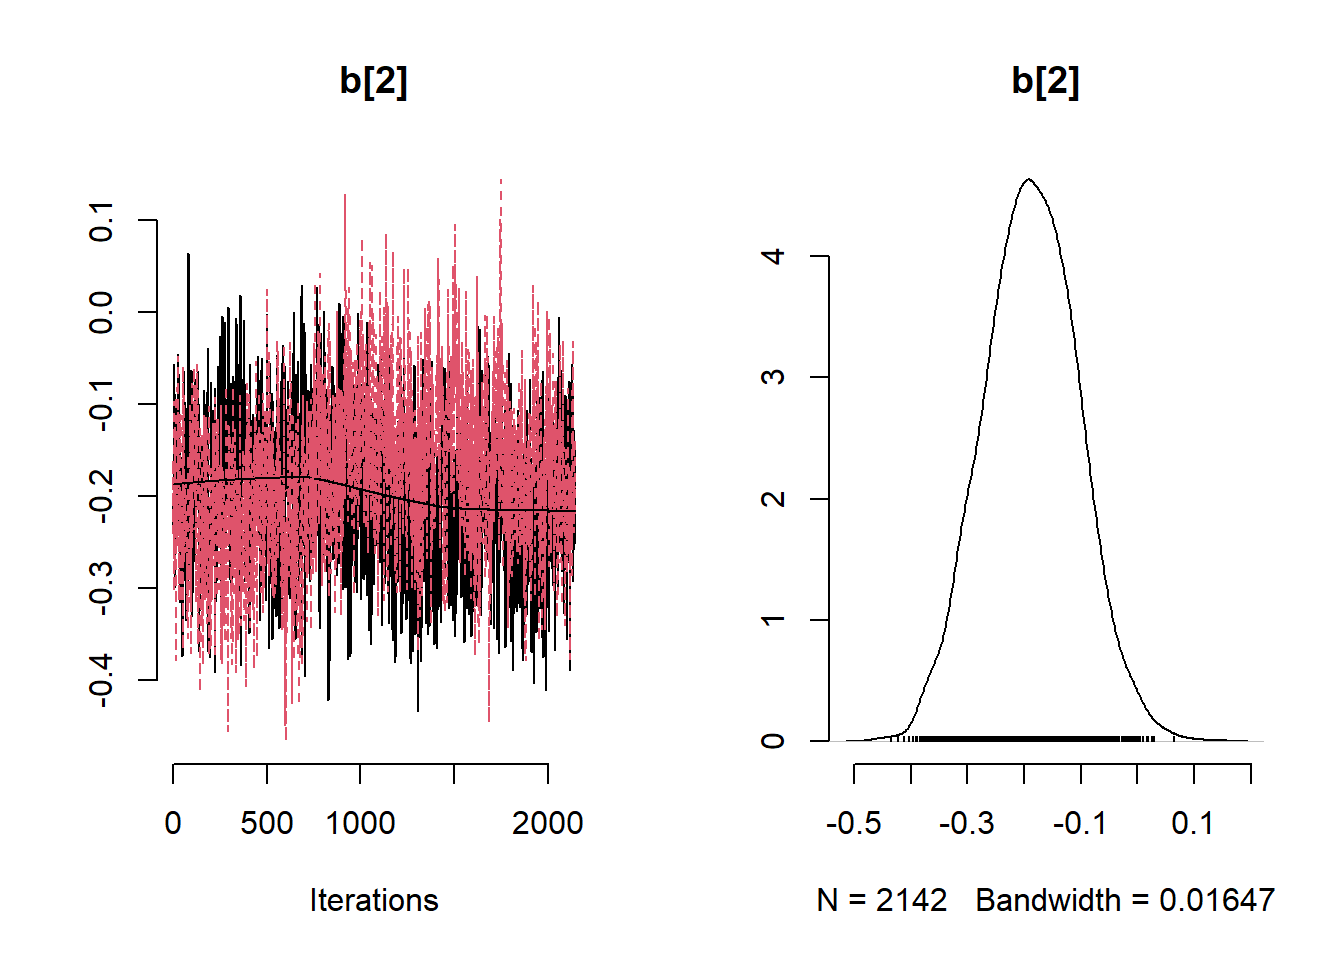 b[2]
0.1
0.0
-0.1
-0.2
-0.3
-0.4
0 500 1000 2000
Iterations
b[2]
4
3
2
1
0
-0.5 -0.3 -0.1 0.1
N = 2142 Bandwidth = 0.01647